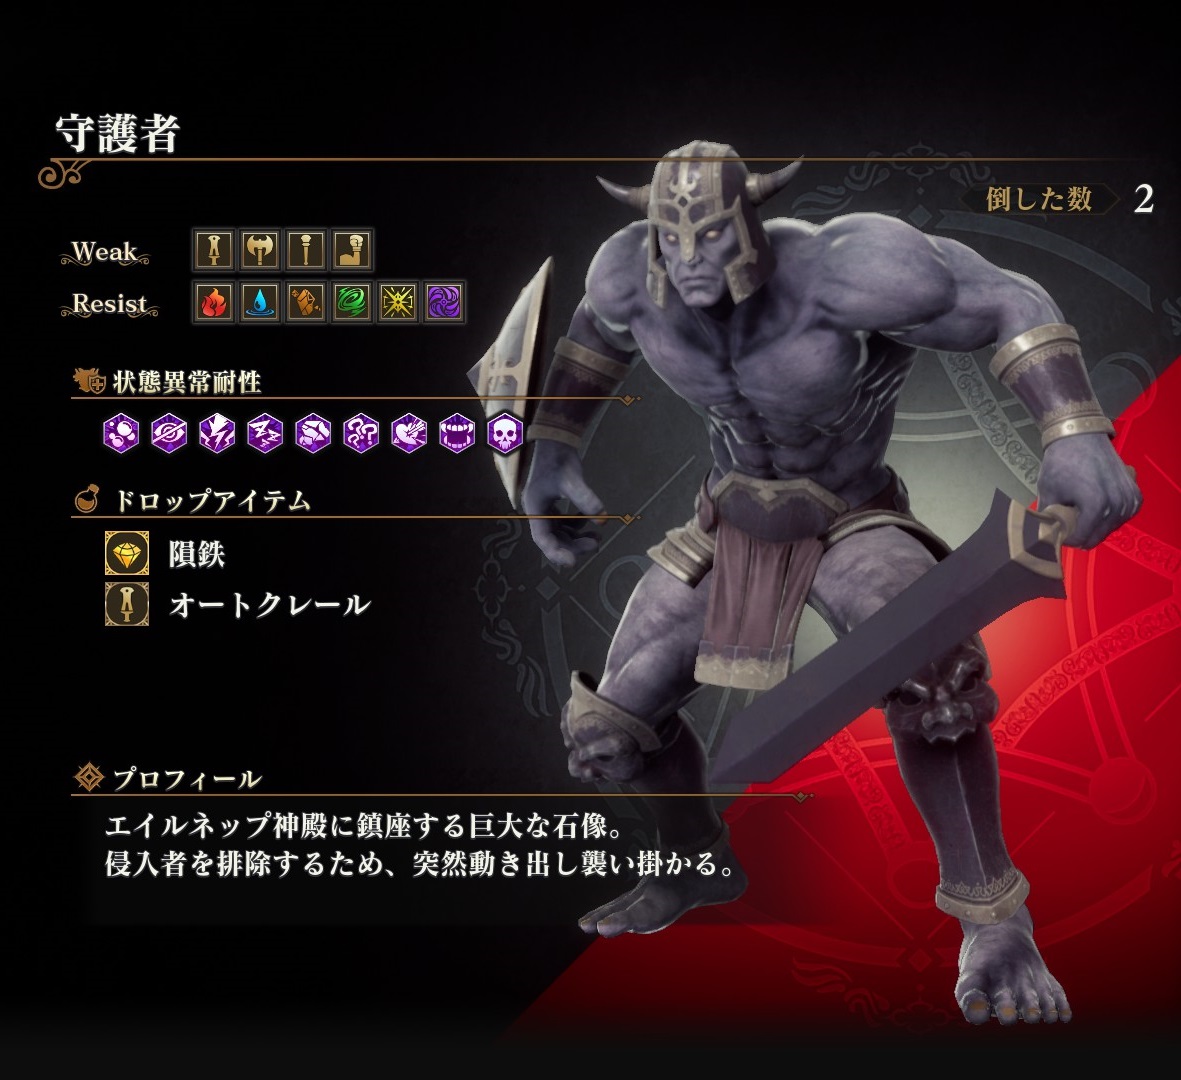 守護者
倒した数 2
Weak
Resist
状態異常耐性
ドロップアイテム
隕鉄
オートクレール
プロフィール
エイルネップ神殿に鎮座する巨大な石像。
侵入者を排除するため、突然動き出し襲い掛かる。